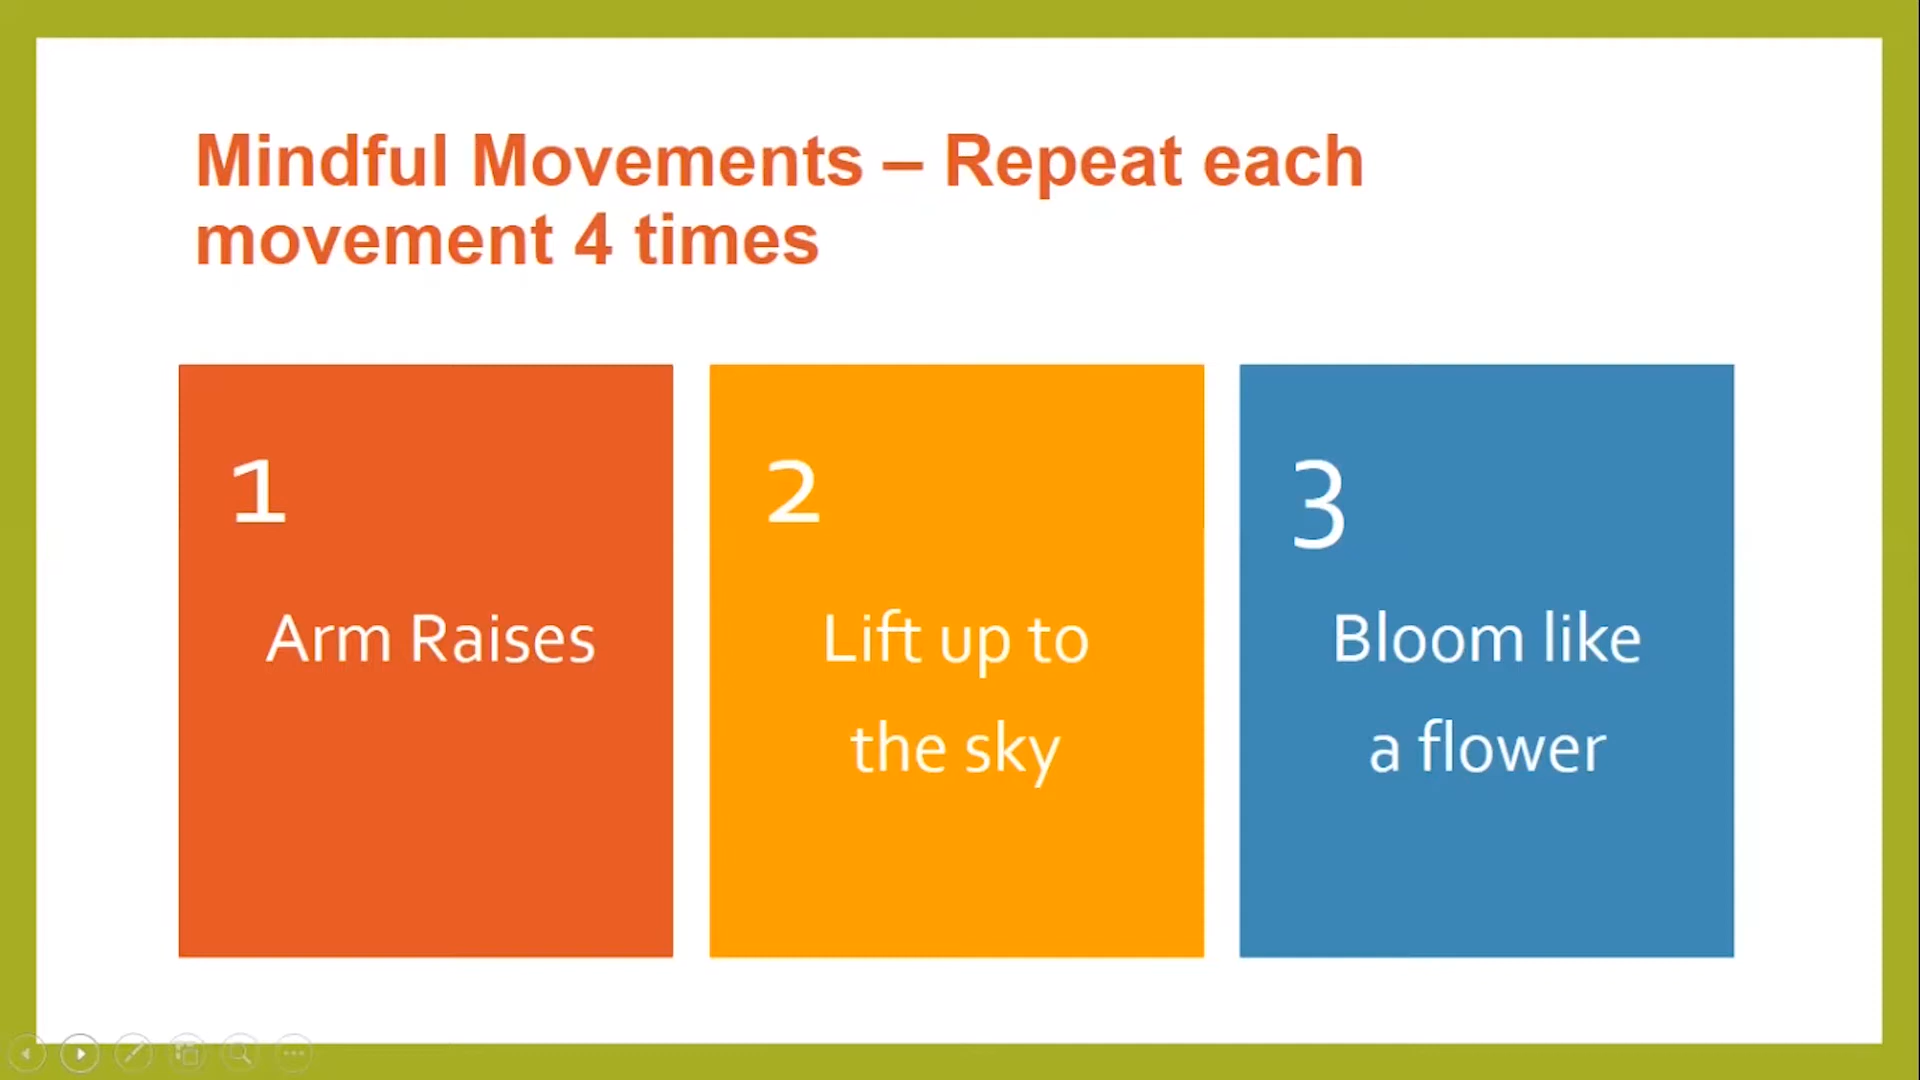 Mindful Movements – Repeat each
movement 4 times
1
Arm Raises
2
Lift up to
the sky
3
Bloom like
a flower